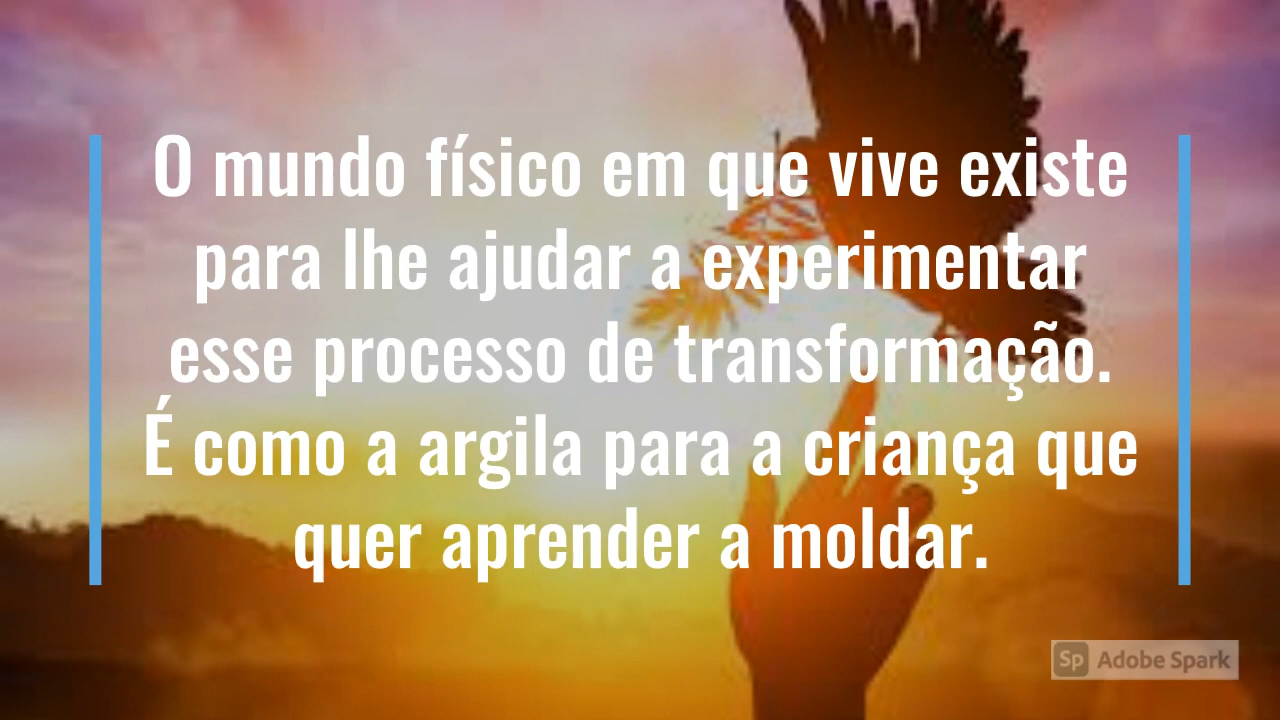 O mundo físico em que vive existe
para lhe ajudar a experimentar
esse processo de transformação.
É como a argila para a criança que
quer aprender a moldar.
Sp Adobe Spark